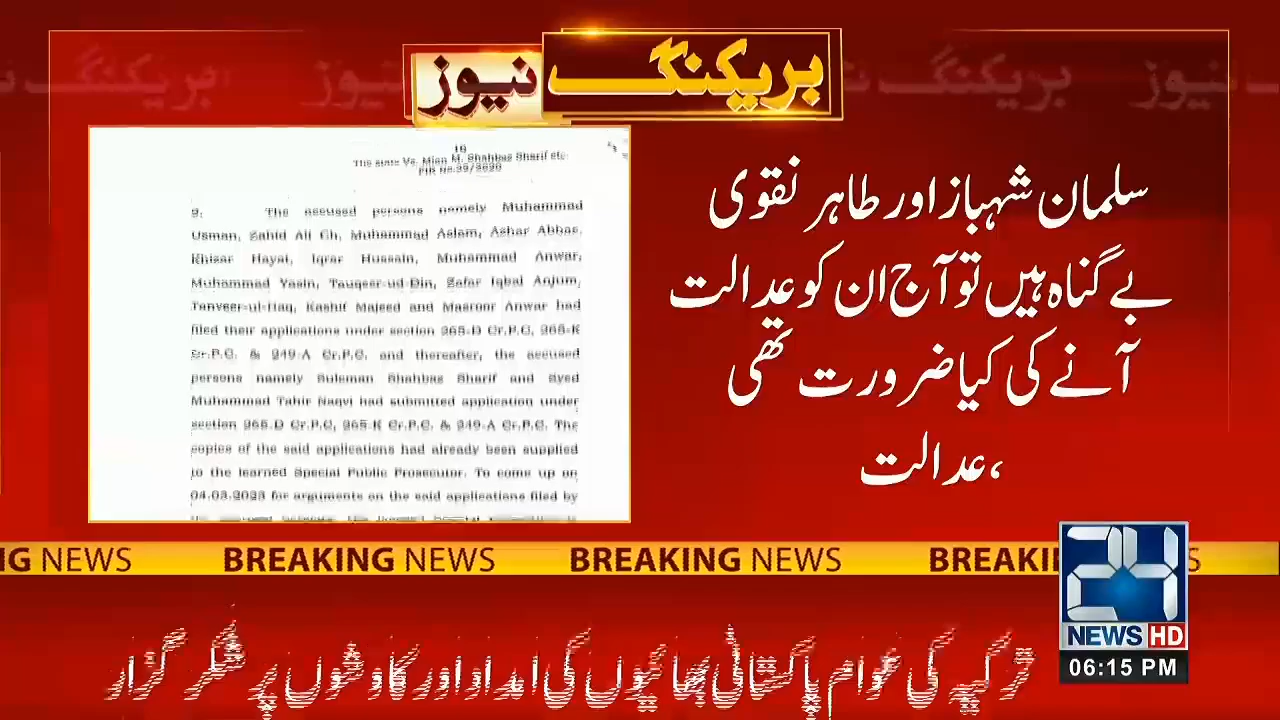 بریکنگ نیوز
16
The state Vs. Mian M. Shahbaz Sharif etc.
FIR No.39/2020
9. The accused persons namely Muhammad
Usman, Zahid Ali Ch, Muhammad Aslam, Azhar Abbas,
Khizar Hayat, Iqrar Hussain, Muhammad Anwar,
Muhammad Yasin, Tauqeer-ud-Din, Zafar Iqbal Anjum,
Tanveer-ul-Haq, Kashif Majeed and Masroor Anwar had
filed their applications under section 265-D Cr.P.C, 265-K
Cr.P.C. & 249-A Cr.P.C. and thereafter, the accused
persons namely Suleman Shahbaz Sharif and Syed
Muhammad Tahir Naqvi had submitted application under
section 265-D Cr.P.C, 265-K Cr.P.C. & 249-A Cr.P.C. The
copies of the said applications had already been supplied
to the learned Special Public Prosecutor. To come up on
04.03.2023 for arguments on the said applications filed by
سلمان شہباز اور طاہر نقوی
بے گناہ ہیں تو آج ان کو عدالت
آنے کی کیا ضرورت تھی
،عدالت
BREAKING NEWS BREAKING NEWS BREAKING NEWS
24
NEWS HD
06:15 PM
ترکیہ کی عوام پاکستانی بھائیوں کی امداد اور کاوشوں پر شکر گزار